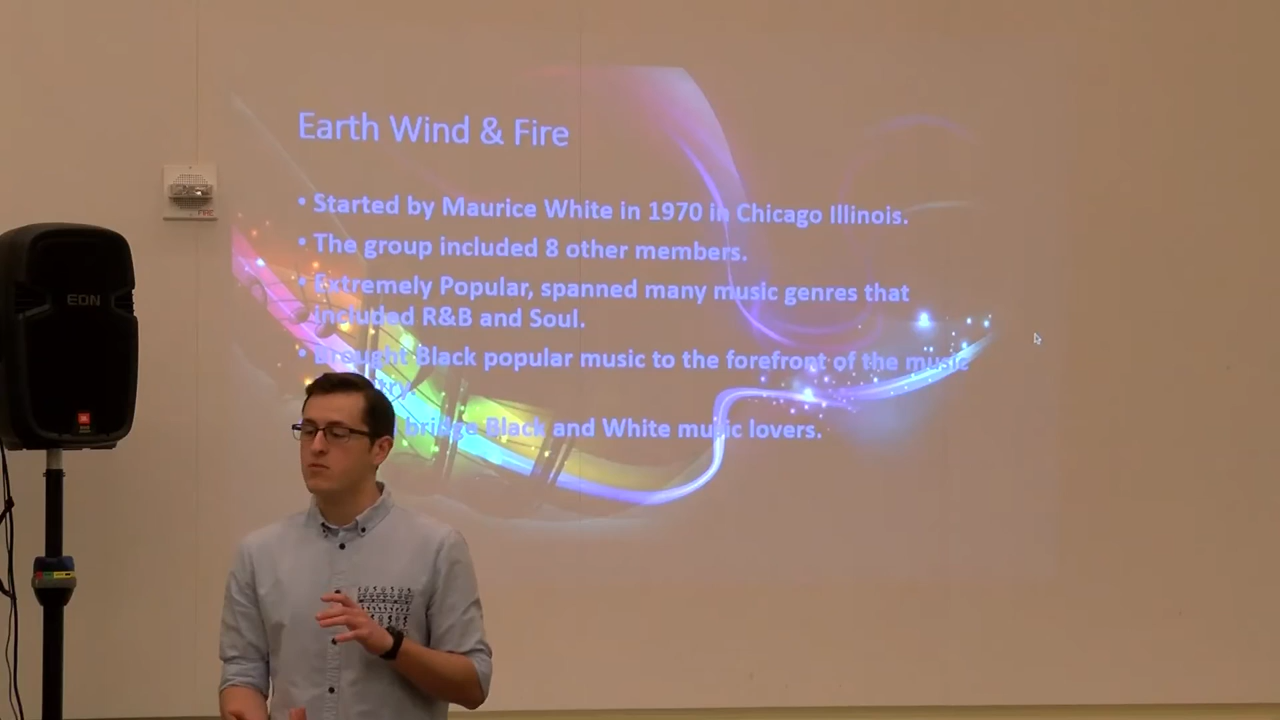 Earth Wind & Fire
• Started by Maurice White in 1970 in Chicago Illinois.
• The group included 8 other members.
• Extremely Popular, spanned many music genres that
included R&B and Soul.
• Brought Black popular music to the forefront of the music
bridge Black and White music lovers.
FIRE
EON
JBL